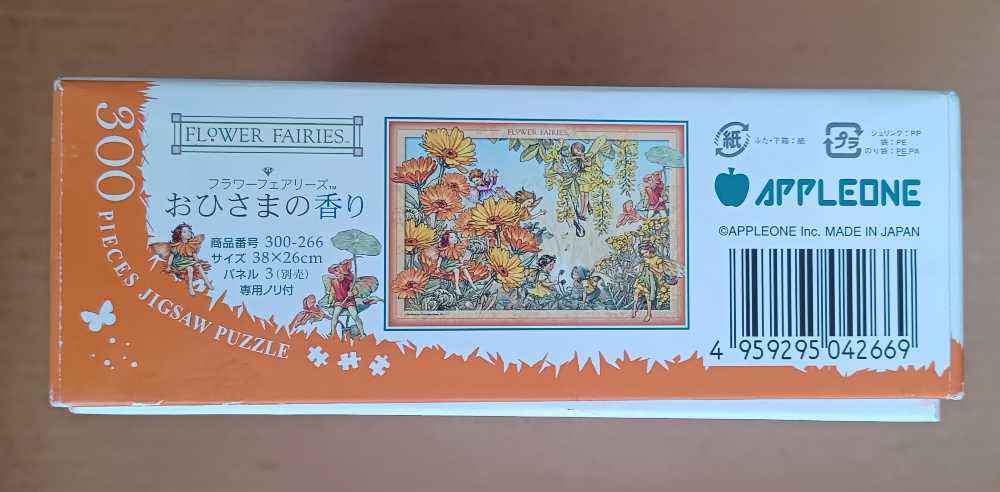 300 PIECES JIGSAW PUZZLE
FLOWER FAIRIES™
フラワーフェアリーズ™
おひさまの香り
商品番号 300-266
サイズ 38×26cm
パネル 3(別売)
専用ノリ付
FLOWER FAIRIES
紙
ふた・下箱:紙
プラ
シュリンク:PP
袋:PE
のり袋:PE,PA
APPLEONE
©APPLEONE Inc. MADE IN JAPAN
4 959295 042669